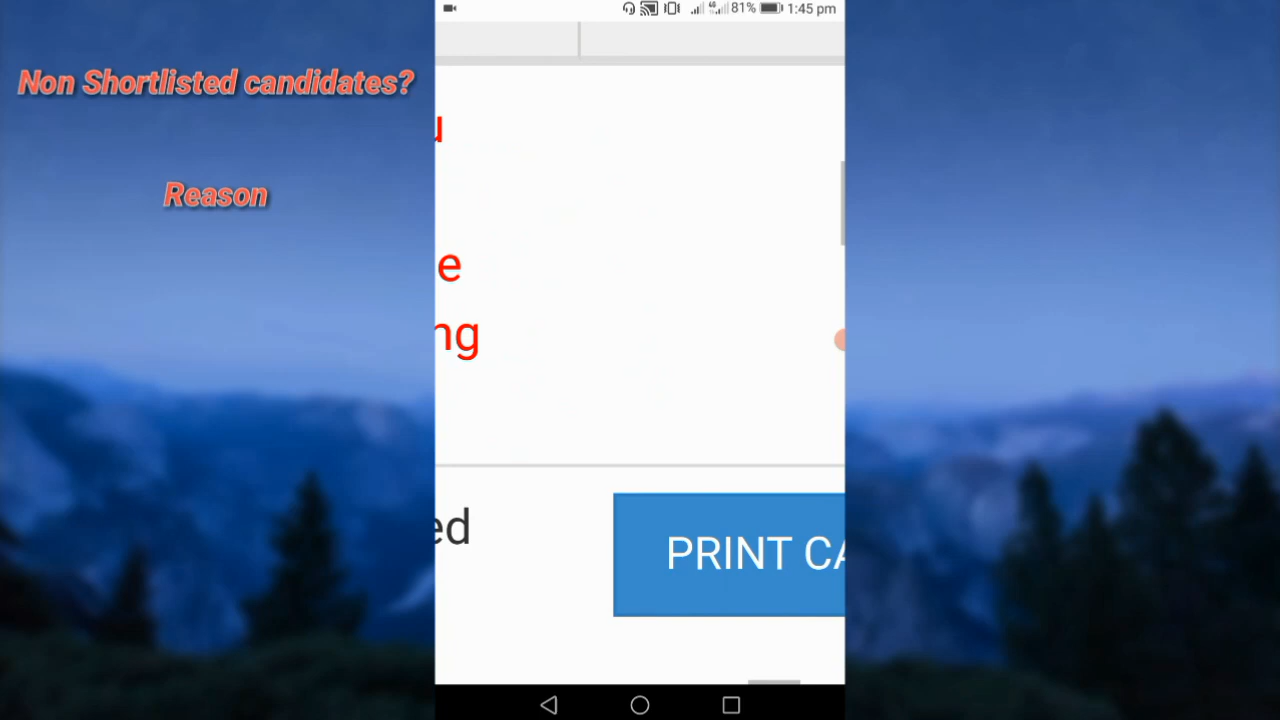 Non Shortlisted candidates?
Reason
81% 1:45 pm
e
ng
ed
PRINT CA